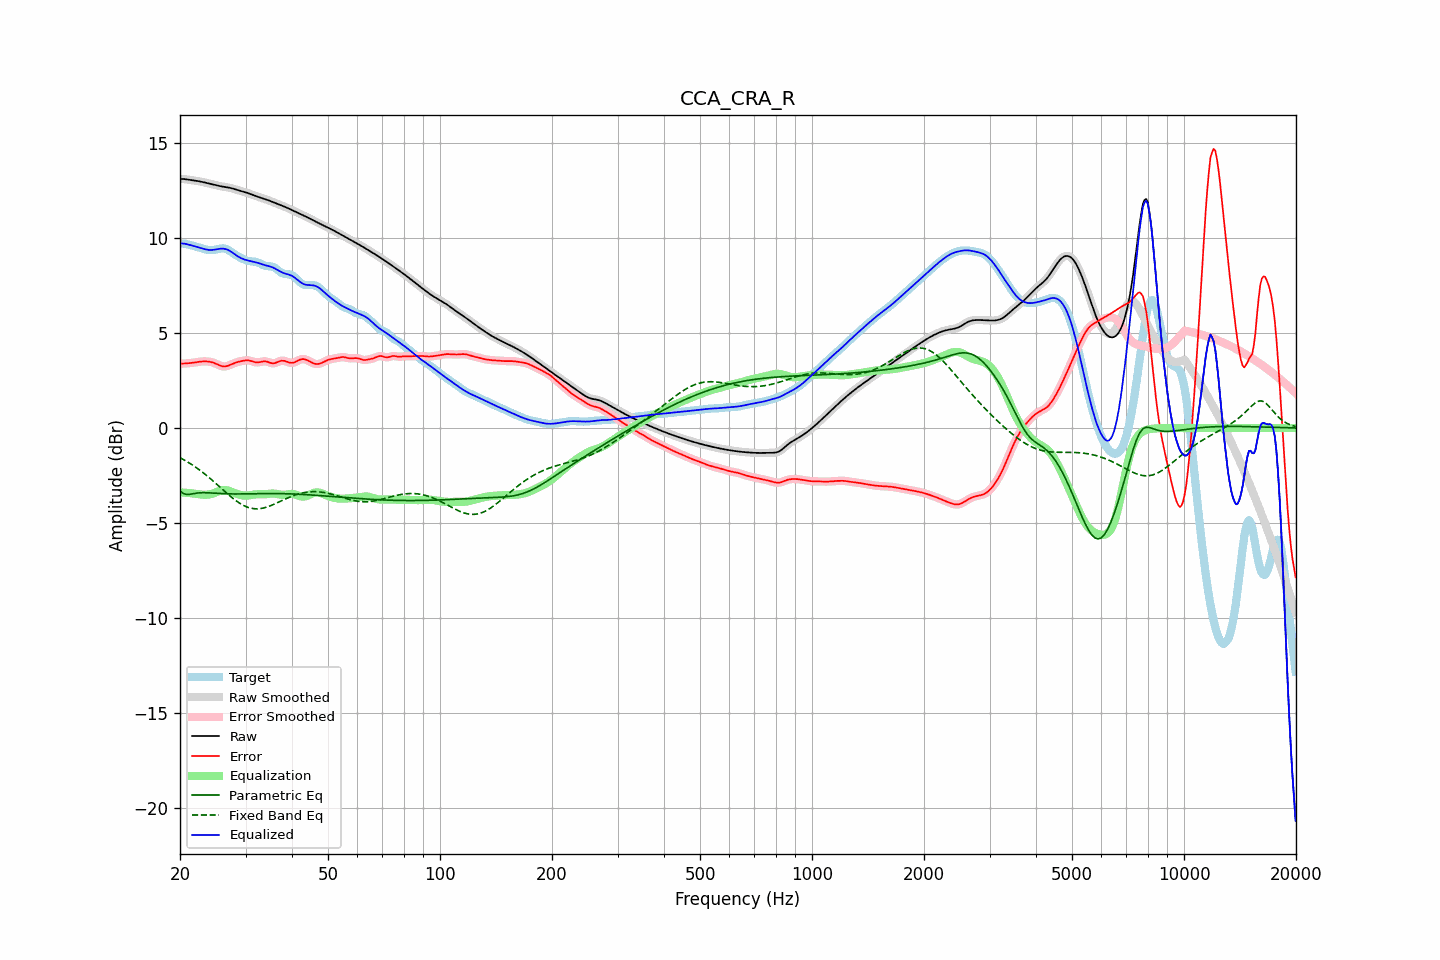 CCA_CRA_R
Amplitude (dBr)
15
10
5
0
−5
−10
−15
−20
Target
Raw Smoothed
Error Smoothed
Raw
Error
Equalization
Parametric Eq
Fixed Band Eq
Equalized
20 50 100 200 500 1000 2000 5000 10000 20000
Frequency (Hz)